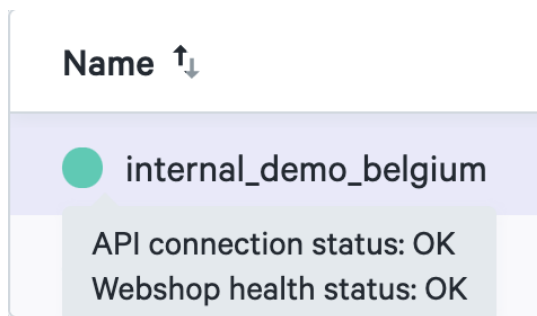 Name
internal_demo_belgium
API connection status: OK
Webshop health status: OK